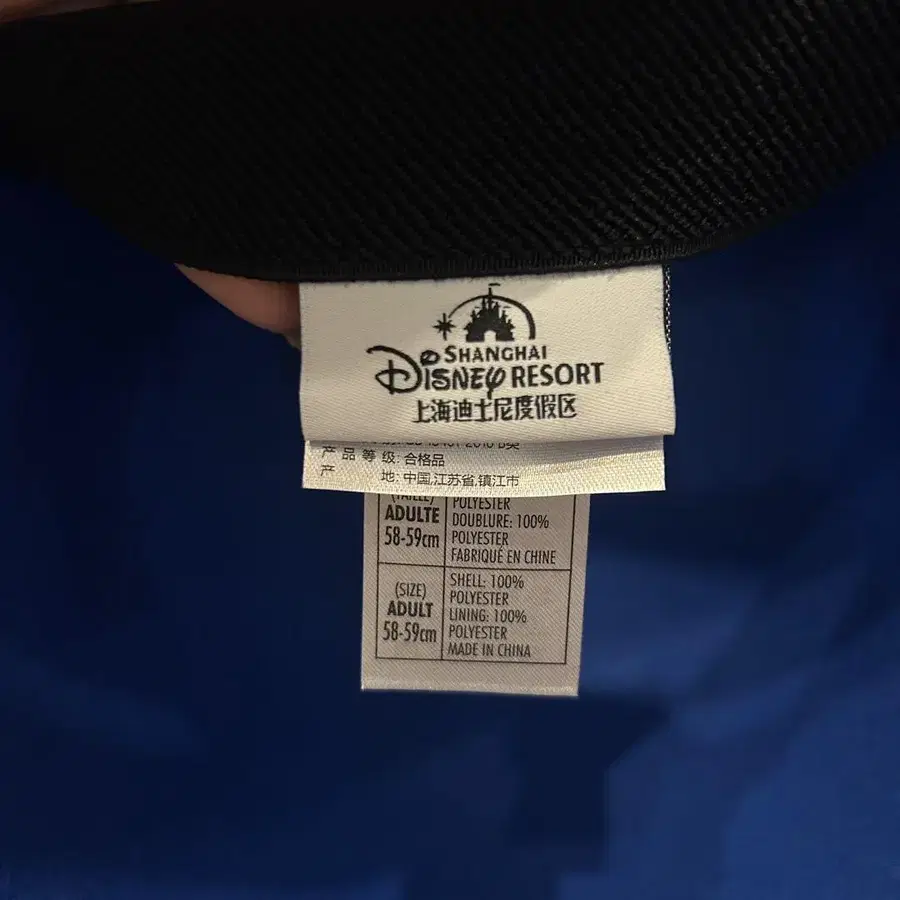 SHANGHAI
Disney RESORT
上海迪士尼度假区
产品等级: 合格品
产 地: 中国,江苏省,镇江市
(TAILLE)
ADULTE
58-59cm
POLYESTER
DOUBLURE: 100%
POLYESTER
FABRIQUÉ EN CHINE
(SIZE)
ADULT
58-59cm
SHELL: 100%
POLYESTER
LINING: 100%
POLYESTER
MADE IN CHINA